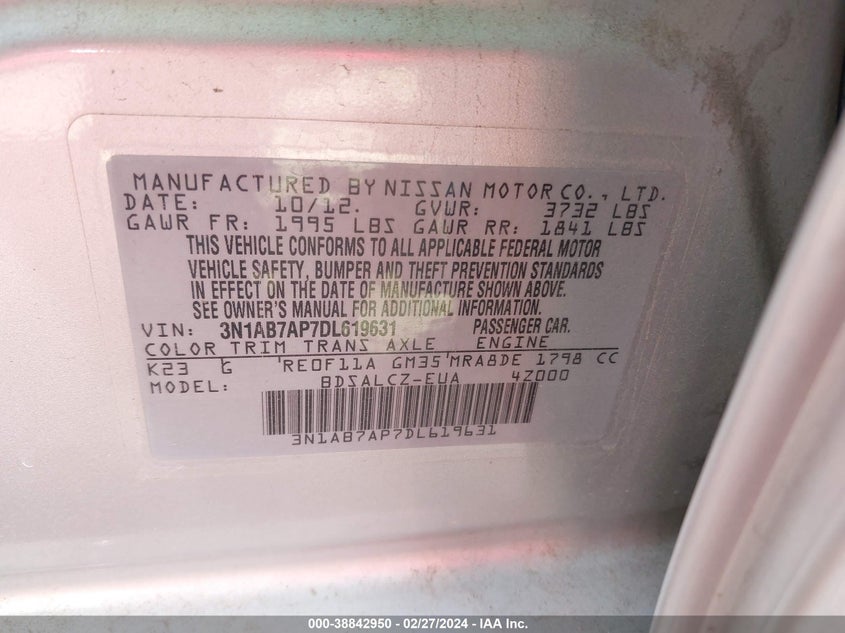 MANUFACTURED BY NISSAN MOTOR CO., LTD.
DATE: 10/12. GVWR: 3732 LBS
GAWR FR: 1995 LBS GAWR RR: 1841 LBS
THIS VEHICLE CONFORMS TO ALL APPLICABLE FEDERAL MOTOR
VEHICLE SAFETY, BUMPER AND THEFT PREVENTION STANDARDS
IN EFFECT ON THE DATE OF MANUFACTURE SHOWN ABOVE.
SEE OWNER'S MANUAL FOR ADDITIONAL INFORMATION.
VIN: 3N1AB7AP7DL619631 PASSENGER CAR.
COLOR TRIM TRANS AXLE ENGINE
K23 G RE0F11A GM35 MRA8DE 1798 CC
MODEL: BDSALCZ-EUA 4Z000
3N1AB7AP7DL619631
000-38842950 - 02/27/2024 - IAA Inc.